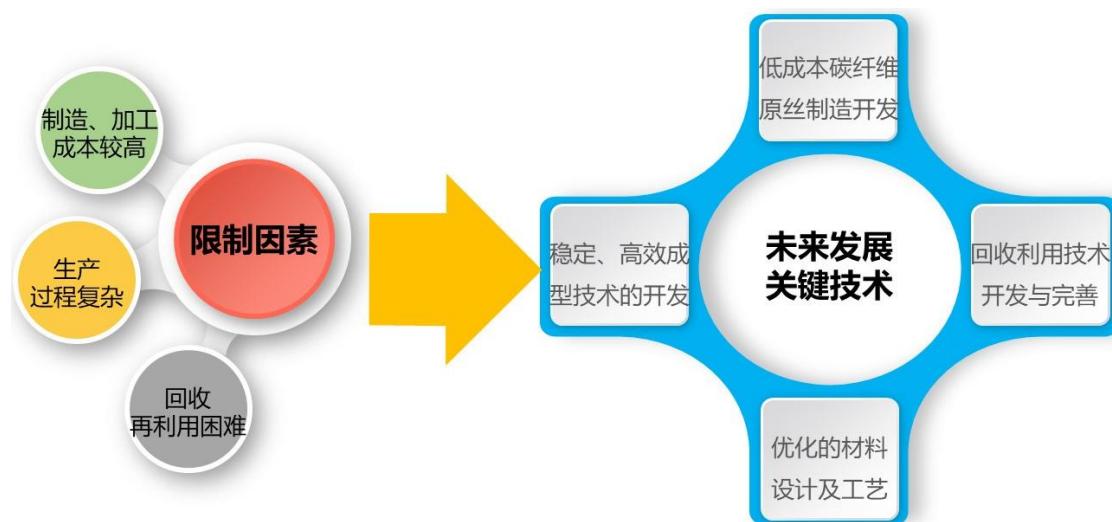 制造、加工
成本较高
生产
过程复杂
回收
再利用困难
限制因素
低成本碳纤维
原丝制造开发
稳定、高效成
型技术的开发
未来发展
关键技术
回收利用技术
开发与完善
优化的材料
设计及工艺